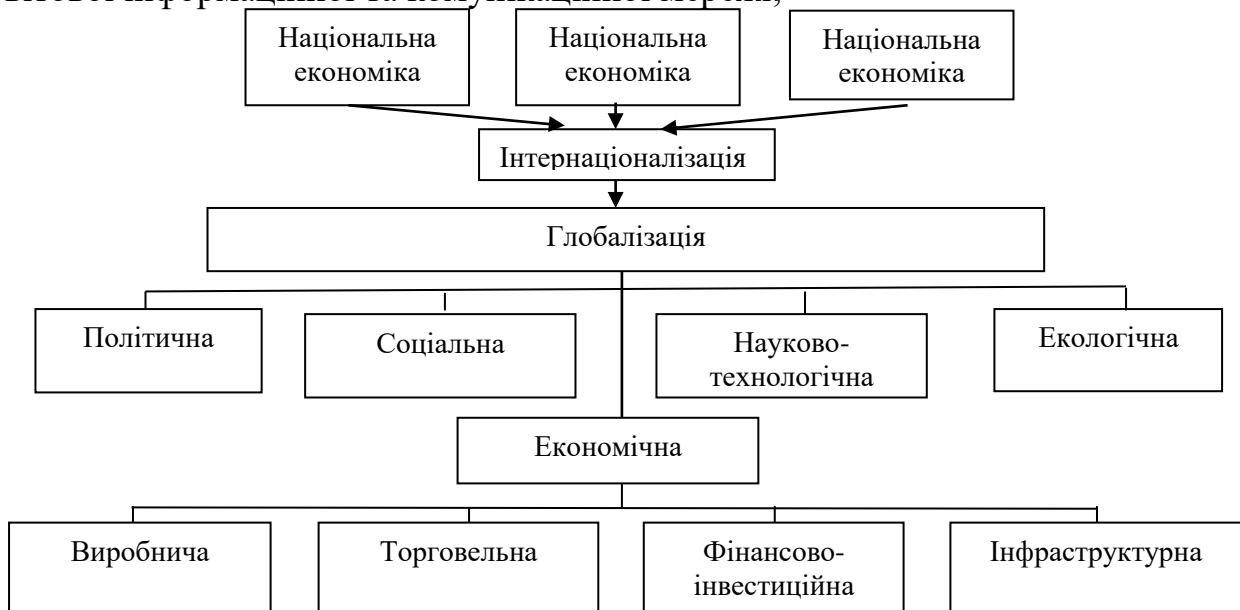 Національна
економіка
Національна
економіка
Національна
економіка
Інтернаціоналізація
Глобалізація
Політична
Соціальна
Науково-
технологічна
Екологічна
Економічна
Виробнича
Торговельна
Фінансово-
інвестиційна
Інфраструктурна